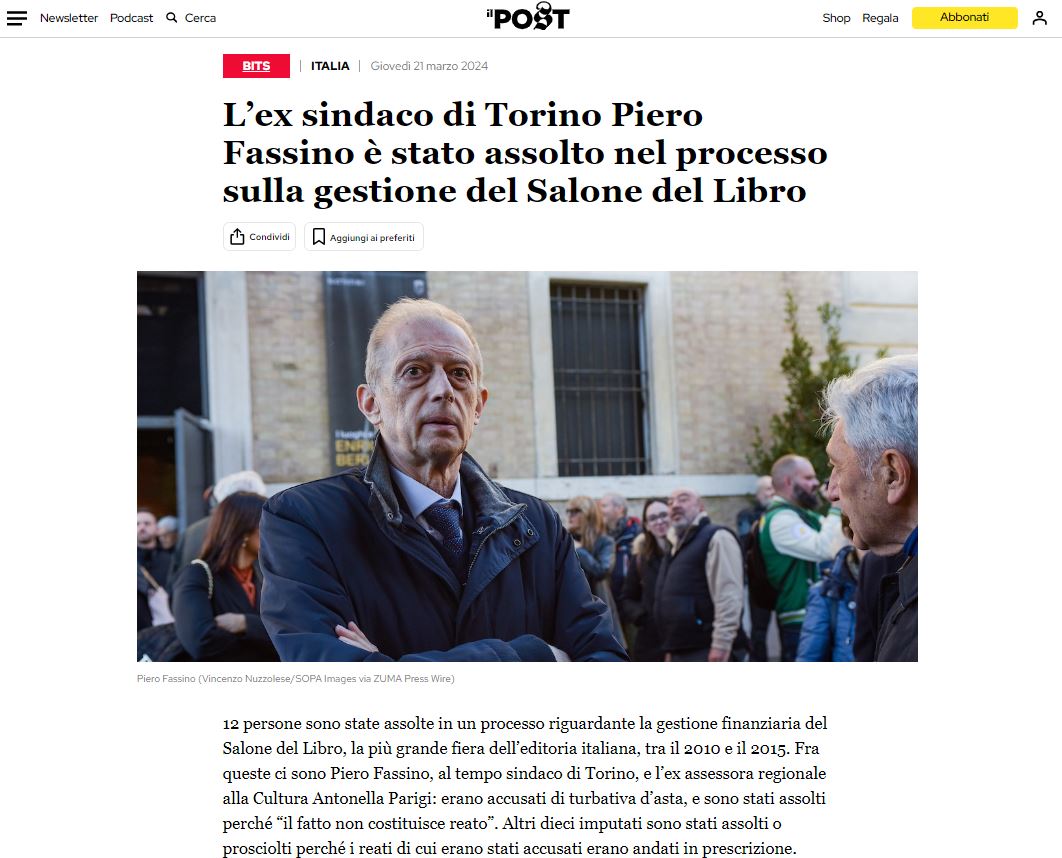 Newsletter Podcast Cerca
il POST
Shop Regala Abbonati
BITS | ITALIA | Giovedì 21 marzo 2024
L’ex sindaco di Torino Piero
Fassino è stato assolto nel processo
sulla gestione del Salone del Libro
Condividi Aggiungi ai preferiti
I luoghi
Piero Fassino (Vincenzo Nuzzolese/SOPA Images via ZUMA Press Wire)
12 persone sono state assolte in un processo riguardante la gestione finanziaria del
Salone del Libro, la più grande fiera dell’editoria italiana, tra il 2010 e il 2015. Fra
queste ci sono Piero Fassino, al tempo sindaco di Torino, e l’ex assessora regionale
alla Cultura Antonella Parigi: erano accusati di turbativa d’asta, e sono stati assolti
perché “il fatto non costituisce reato”. Altri dieci imputati sono stati assolti o
prosciolti perché i reati di cui erano stati accusati erano andati in prescrizione.